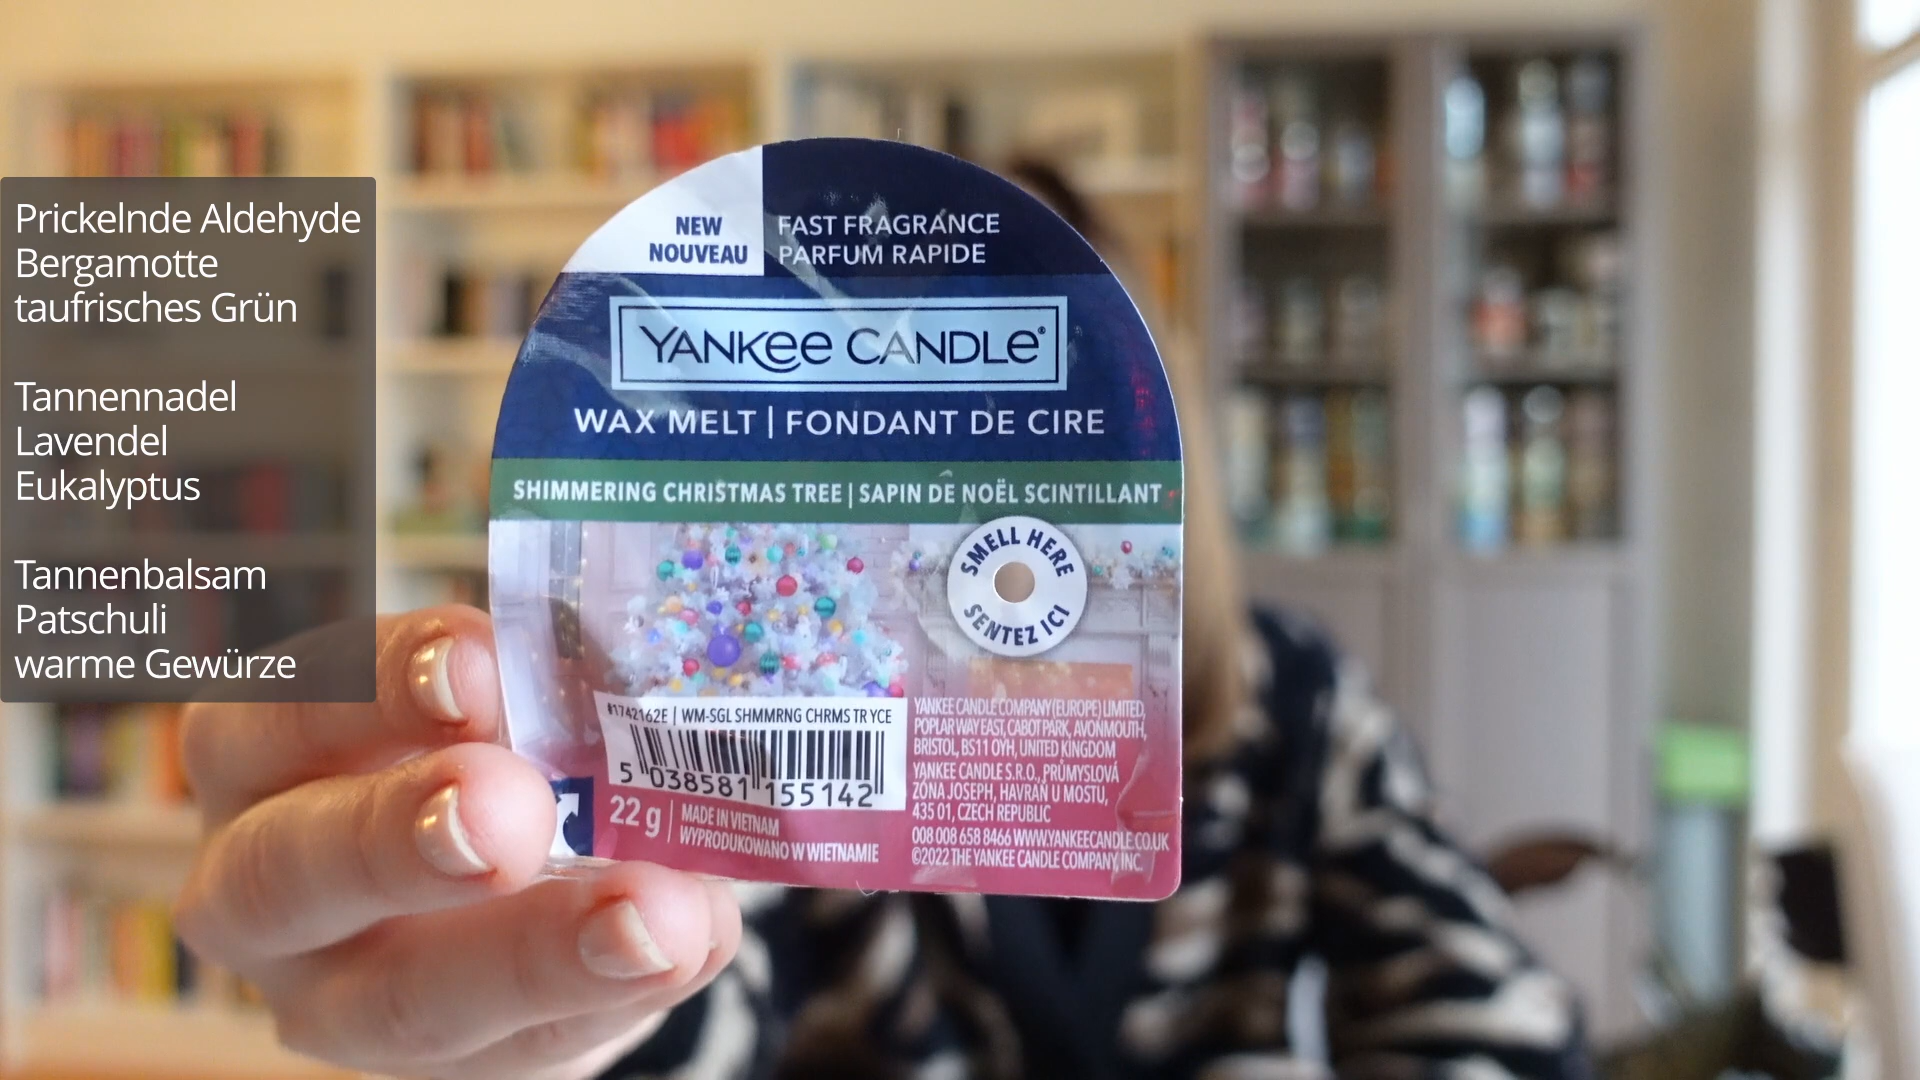 Prickelnde Aldehyde
Bergamotte
taufrisches Grün
Tannennadel
Lavendel
Eukalyptus
Tannenbalsam
Patschuli
warme Gewürze
NEW
NOUVEAU
FAST FRAGRANCE
PARFUM RAPIDE
YANKEE CANDLE®
WAX MELT | FONDANT DE CIRE
SHIMMERING CHRISTMAS TREE | SAPIN DE NOËL SCINTILLANT
SMELL HERE
SENTEZ ICI
#1742162E | WM-SGL SHMMRNG CHRMS TR YCE
5 038581 155142
22 g
MADE IN VIETNAM
WYPRODUKOWANO W WIETNAMIE
YANKEE CANDLE COMPANY (EUROPE) LIMITED,
POPLAR WAY EAST, CABOT PARK, AVONMOUTH,
BRISTOL, BS11 0YH, UNITED KINGDOM
YANKEE CANDLE S.R.O., PRŮMYSLOVÁ
ZÓNA JOSEPH, HAVRAŇ U MOSTU,
435 01, CZECH REPUBLIC
008 008 658 8466 WWW.YANKEECANDLE.CO.UK
©2022 THE YANKEE CANDLE COMPANY, INC.